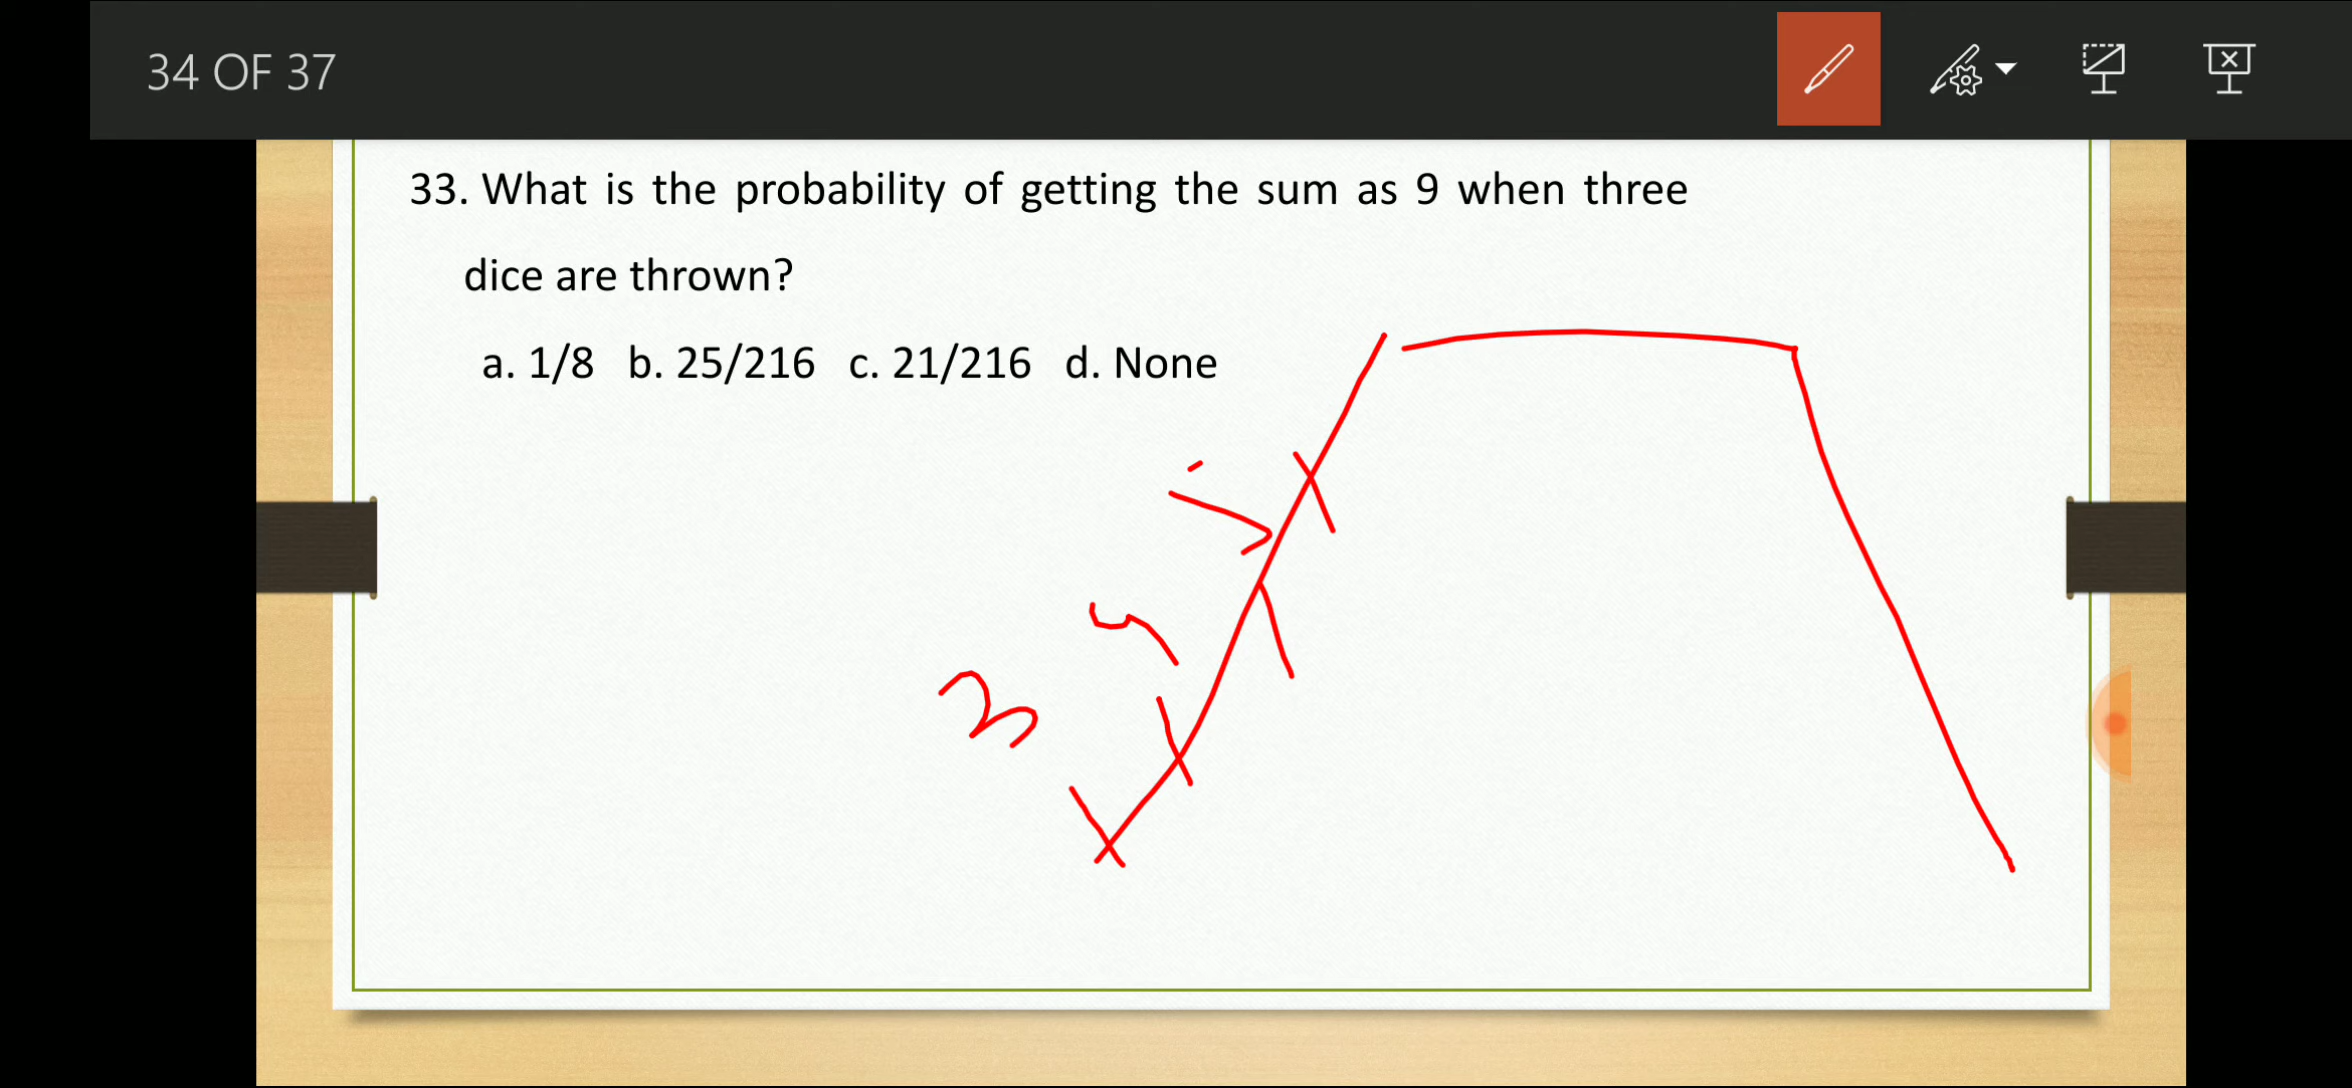 34 OF 37
33. What is the probability of getting the sum as 9 when three
dice are thrown?
a. 1/8 b. 25/216 c. 21/216 d. None
3